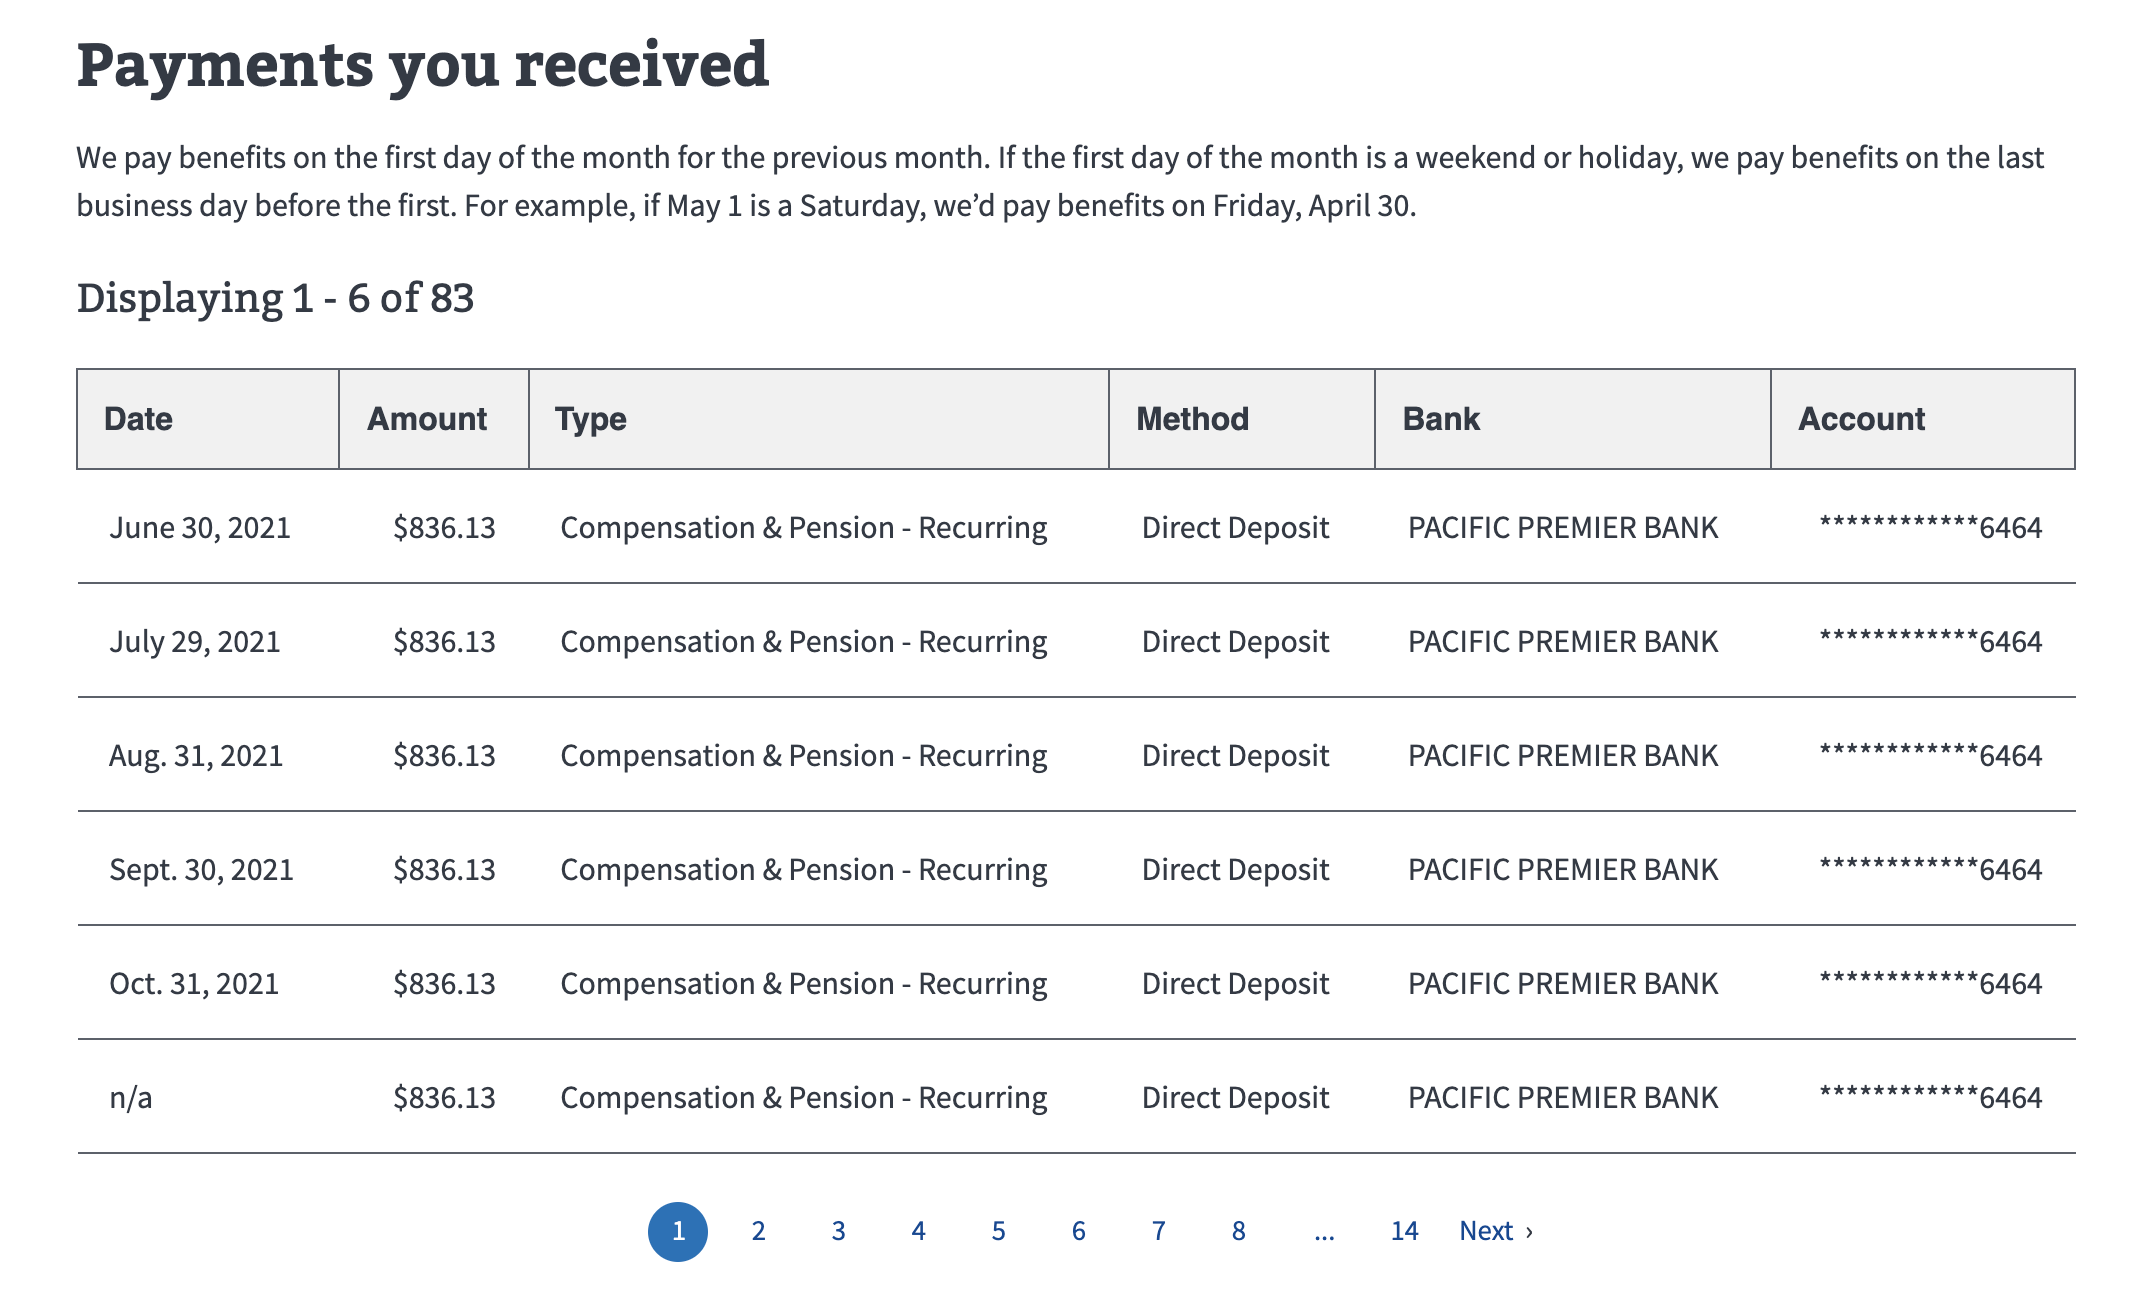 Payments you received
We pay benefits on the first day of the month for the previous month. If the first day of the month is a weekend or holiday, we pay benefits on the last
business day before the first. For example, if May 1 is a Saturday, we’d pay benefits on Friday, April 30.
Displaying 1 - 6 of 83
Date Amount Type Method Bank Account
June 30, 2021 $836.13 Compensation & Pension - Recurring Direct Deposit PACIFIC PREMIER BANK ************6464
July 29, 2021 $836.13 Compensation & Pension - Recurring Direct Deposit PACIFIC PREMIER BANK ************6464
Aug. 31, 2021 $836.13 Compensation & Pension - Recurring Direct Deposit PACIFIC PREMIER BANK ************6464
Sept. 30, 2021 $836.13 Compensation & Pension - Recurring Direct Deposit PACIFIC PREMIER BANK ************6464
Oct. 31, 2021 $836.13 Compensation & Pension - Recurring Direct Deposit PACIFIC PREMIER BANK ************6464
n/a $836.13 Compensation & Pension - Recurring Direct Deposit PACIFIC PREMIER BANK ************6464
1 2 3 4 5 6 7 8 ... 14 Next ›